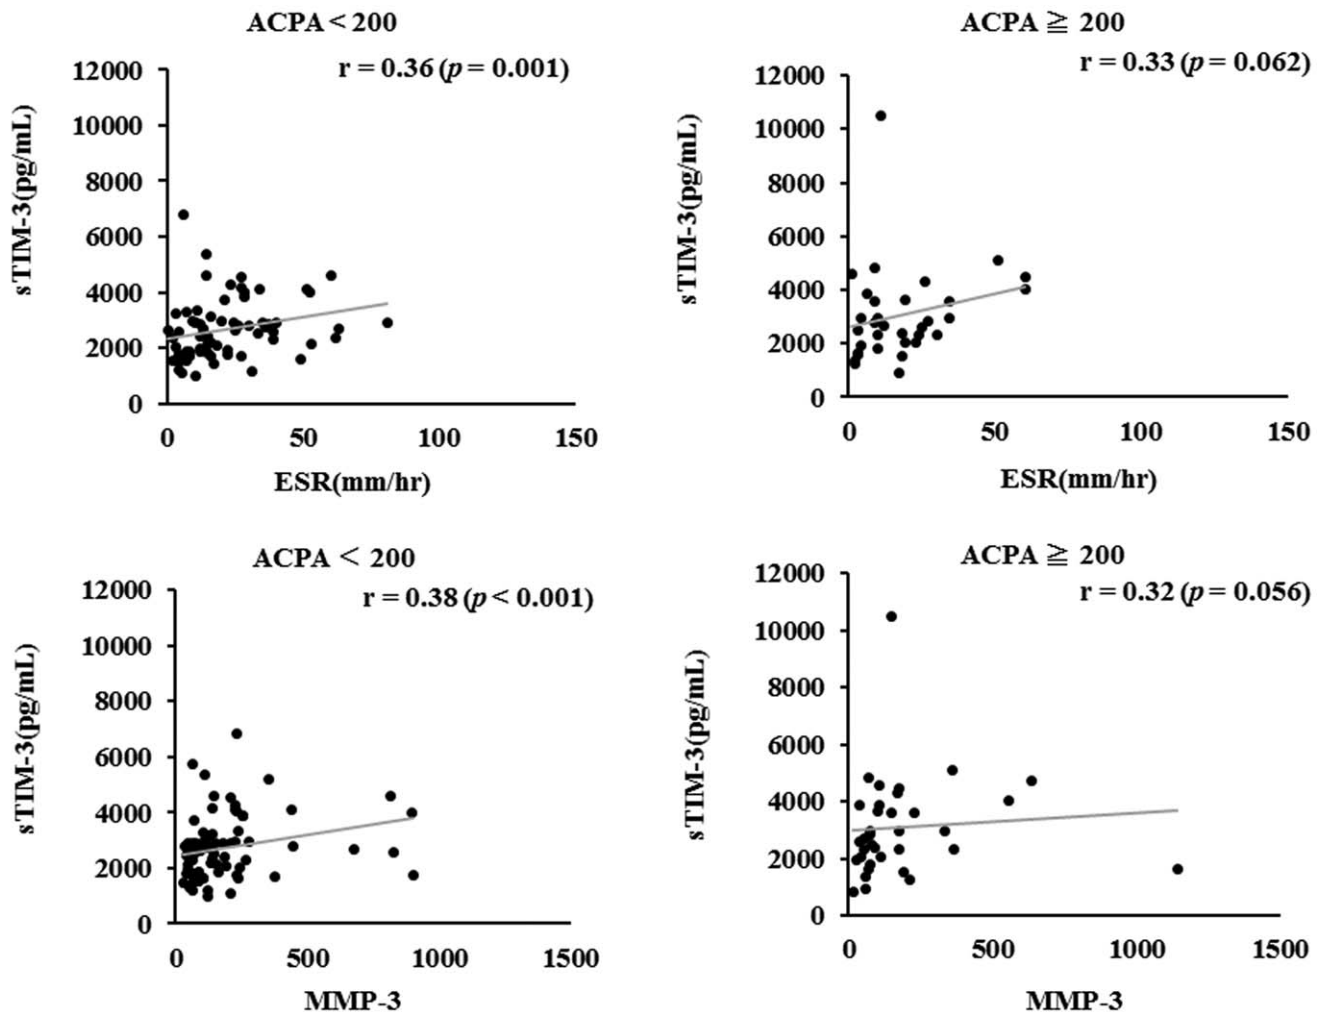 ACPA < 200
r = 0.36 (p = 0.001)
sTIM-3(pg/mL)
12000
10000
8000
6000
4000
2000
0
0 50 100 150
ESR(mm/hr)
ACPA ≧ 200
r = 0.33 (p = 0.062)
sTIM-3(pg/mL)
12000
10000
8000
6000
4000
2000
0
0 50 100 150
ESR(mm/hr)
ACPA < 200
r = 0.38 (p < 0.001)
sTIM-3(pg/mL)
12000
10000
8000
6000
4000
2000
0
0 500 1000 1500
MMP-3
ACPA ≧ 200
r = 0.32 (p = 0.056)
sTIM-3(pg/mL)
12000
10000
8000
6000
4000
2000
0
0 500 1000 1500
MMP-3